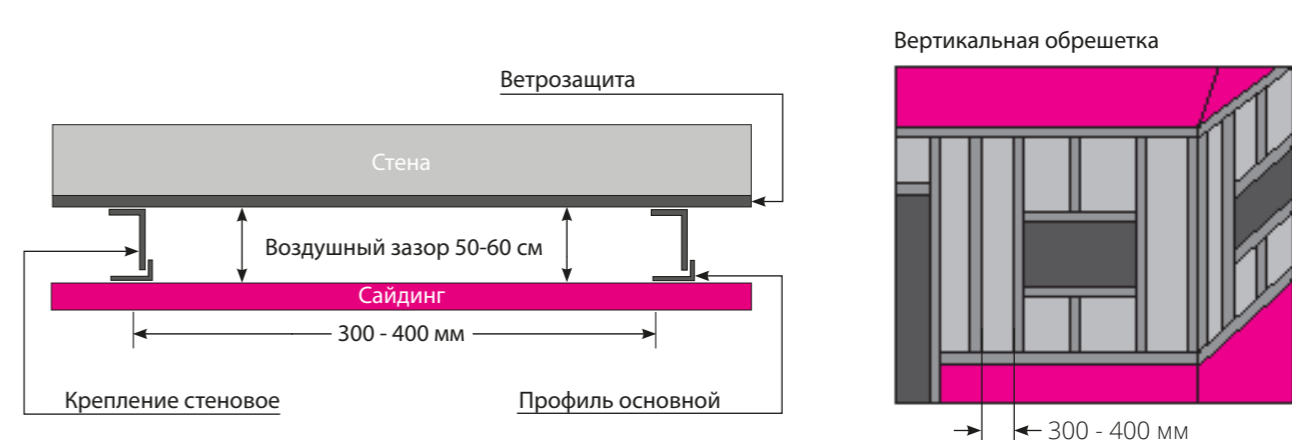 Вертикальная обрешетка
Ветрозащита
Стена
Воздушный зазор 50-60 см
Сайдинг
300 - 400 мм
Крепление стеновое
Профиль основной
300 - 400 мм